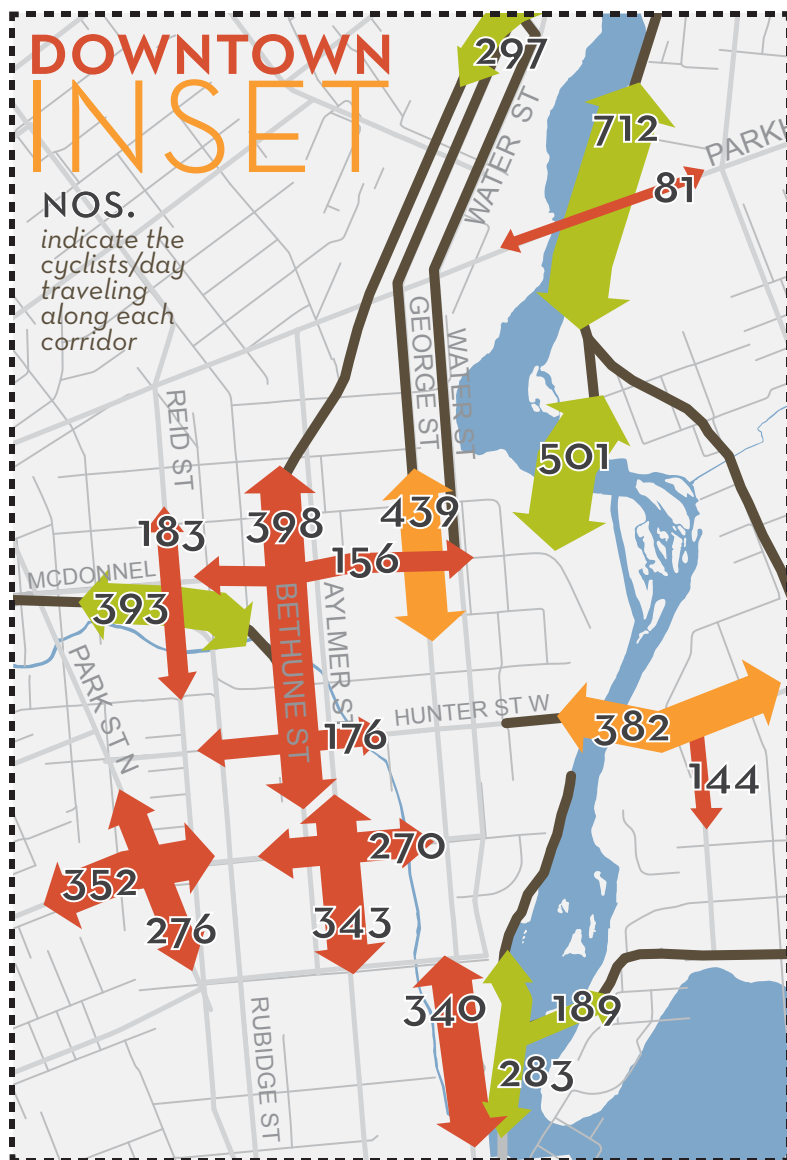 DOWNTOWN
INSET
NOS.
indicate the
cyclists/day
traveling
along each
corridor
297
712
81
WATER ST
GEORGE ST
WATER ST
REID ST
501
439
398
183
156
MCDONNEL
393
BETHUNE ST
AYLMER S
PARK ST N
HUNTER ST W
382
176
144
270
352
276
343
340
189
283
RUBIDGE ST